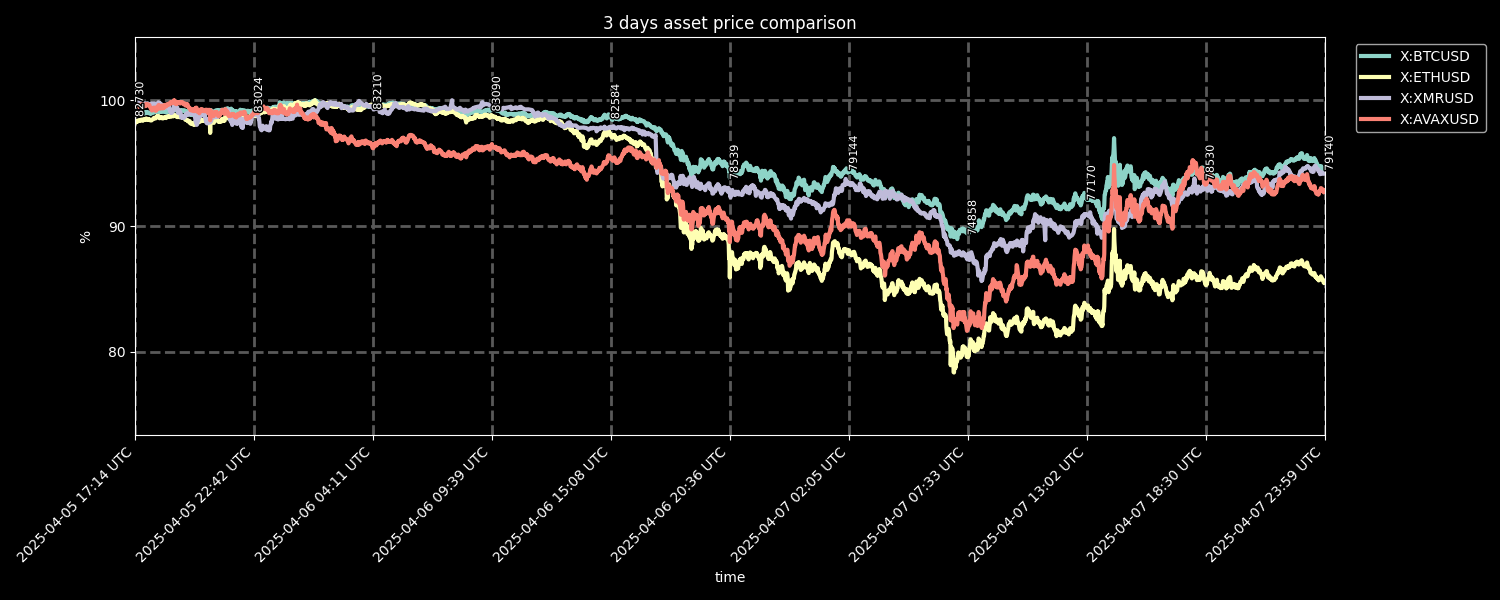 3 days asset price comparison
X:BTCUSD
X:ETHUSD
X:XMRUSD
X:AVAXUSD
%
100
90
80
82730
83024
83210
83090
82584
78539
79144
74858
77170
78530
79140
2025-04-05 17:14 UTC
2025-04-05 22:42 UTC
2025-04-06 04:11 UTC
2025-04-06 09:39 UTC
2025-04-06 15:08 UTC
2025-04-06 20:36 UTC
2025-04-07 02:05 UTC
2025-04-07 07:33 UTC
2025-04-07 13:02 UTC
2025-04-07 18:30 UTC
2025-04-07 23:59 UTC
time